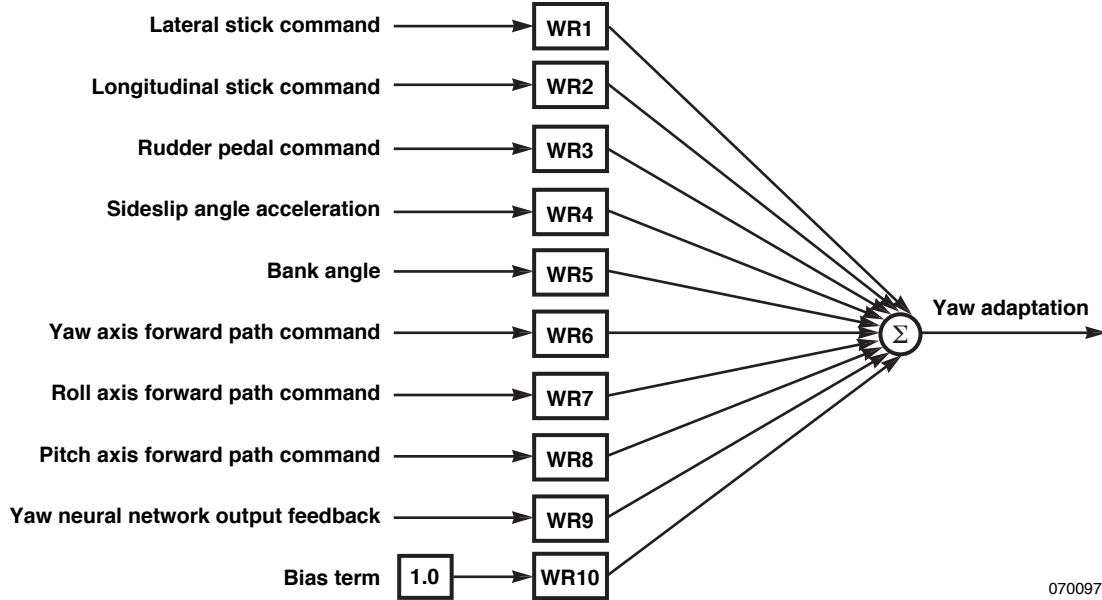 Lateral stick command WR1
Longitudinal stick command WR2
Rudder pedal command WR3
Sideslip angle acceleration WR4
Bank angle WR5
Yaw axis forward path command WR6 Σ Yaw adaptation
Roll axis forward path command WR7
Pitch axis forward path command WR8
Yaw neural network output feedback WR9
Bias term 1.0 WR10
070097